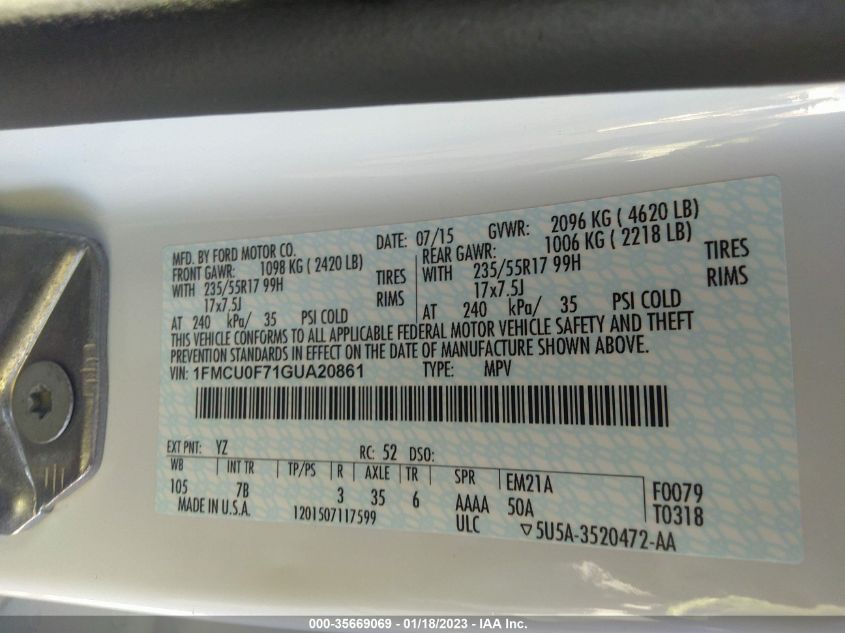 MFD. BY FORD MOTOR CO. DATE: 07/15 GVWR: 2096 KG ( 4620 LB)
FRONT GAWR: 1098 KG ( 2420 LB) REAR GAWR: 1006 KG ( 2218 LB)
WITH 235/55R17 99H TIRES WITH 235/55R17 99H TIRES
17x7.5J RIMS 17x7.5J RIMS
AT 240 kPa/ 35 PSI COLD AT 240 kPa/ 35 PSI COLD
THIS VEHICLE CONFORMS TO ALL APPLICABLE FEDERAL MOTOR VEHICLE SAFETY AND THEFT
PREVENTION STANDARDS IN EFFECT ON THE DATE OF MANUFACTURE SHOWN ABOVE.
VIN: 1FMCU0F71GUA20861 TYPE: MPV
EXT PNT: YZ RC: 52 DSO:
WB INT TR TP/PS R AXLE TR SPR EM21A
105 7B 3 35 6 AAAA 50A F0079
MADE IN U.S.A. 1201507117599 ULC ▽5U5A-3520472-AA T0318
000-35669069 - 01/18/2023 - IAA Inc.